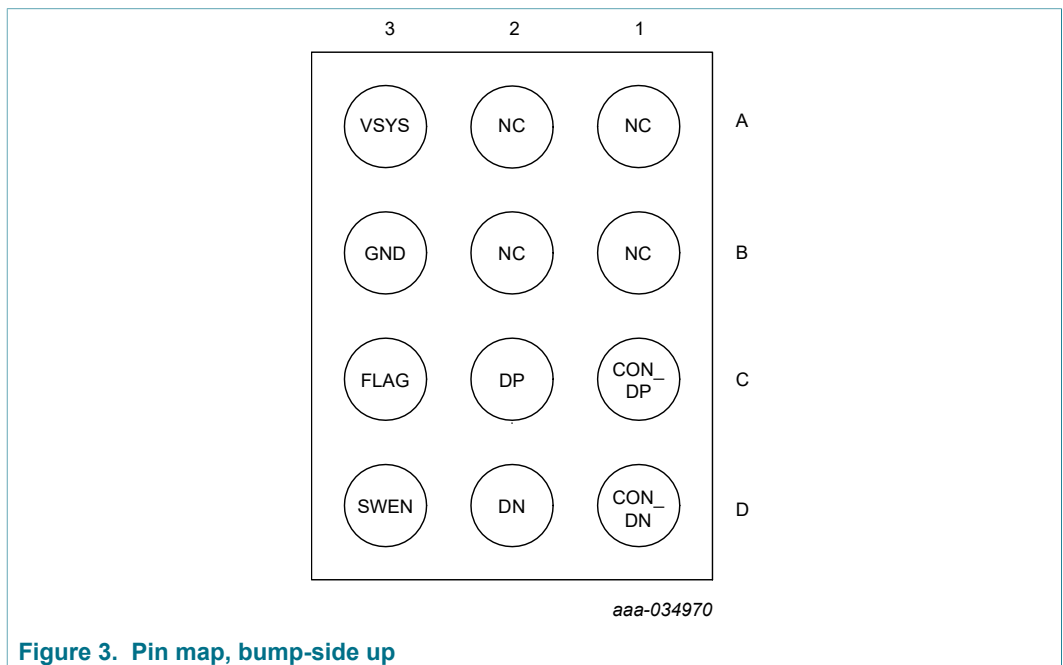 3 2 1
VSYS NC NC A
GND NC NC B
FLAG DP CON_
DP C
SWEN DN CON_
DN D
aaa-034970
Figure 3. Pin map, bump-side up